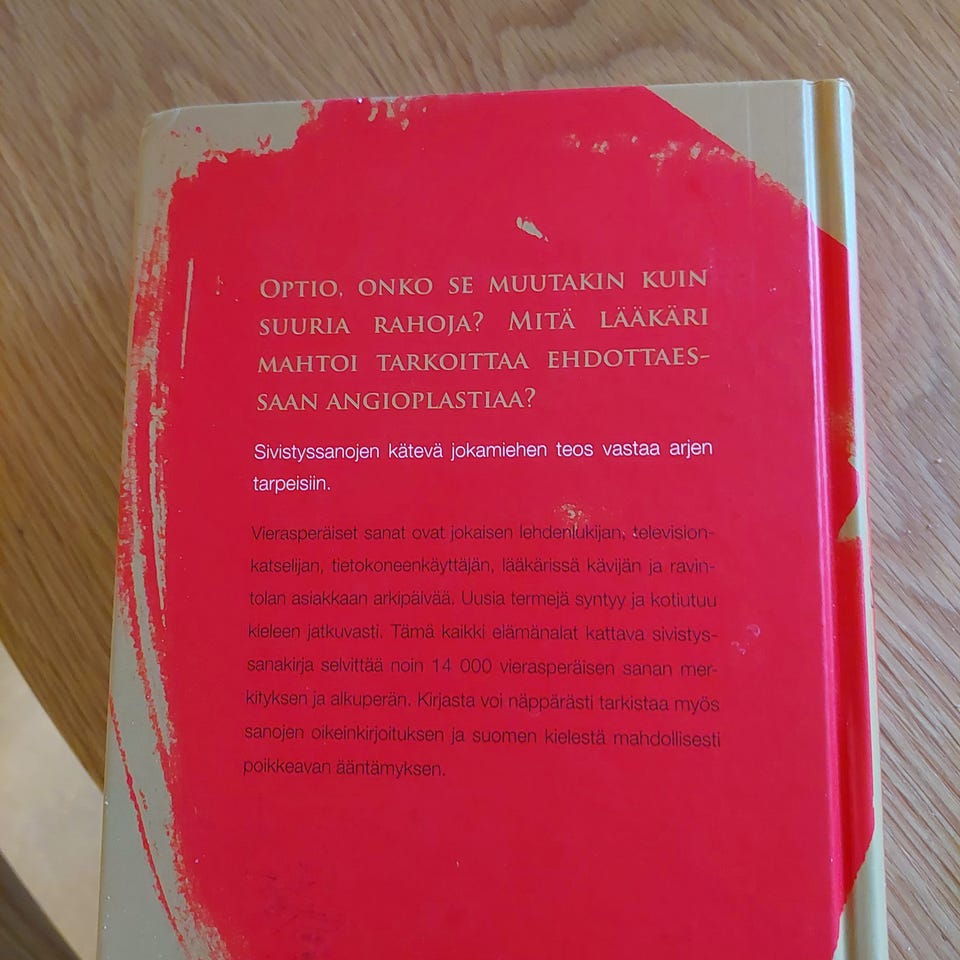 OPTIO, ONKO SE MUUTAKIN KUIN
SUURIA RAHOJA? MITÄ LÄÄKÄRI
MAHTOI TARKOITTAA EHDOTTAES-
SAAN ANGIOPLASTIAA?
Sivistyssanojen kätevä jokamiehen teos vastaa arjen
tarpeisiin.
Vierasperäiset sanat ovat jokaisen lehdenlukijan, television-
katselijan, tietokoneenkäyttäjän, lääkärissä kävijän ja ravin-
tolan asiakkaan arkipäivää. Uusia termejä syntyy ja kotiutuu
kieleen jatkuvasti. Tämä kaikki elämänalat kattava sivistys-
sanakirja selvittää noin 14 000 vierasperäisen sanan mer-
kityksen ja alkuperän. Kirjasta voi näppärästi tarkistaa myös
sanojen oikeinkirjoituksen ja suomen kielestä mahdollisesti
poikkeavan ääntämyksen.